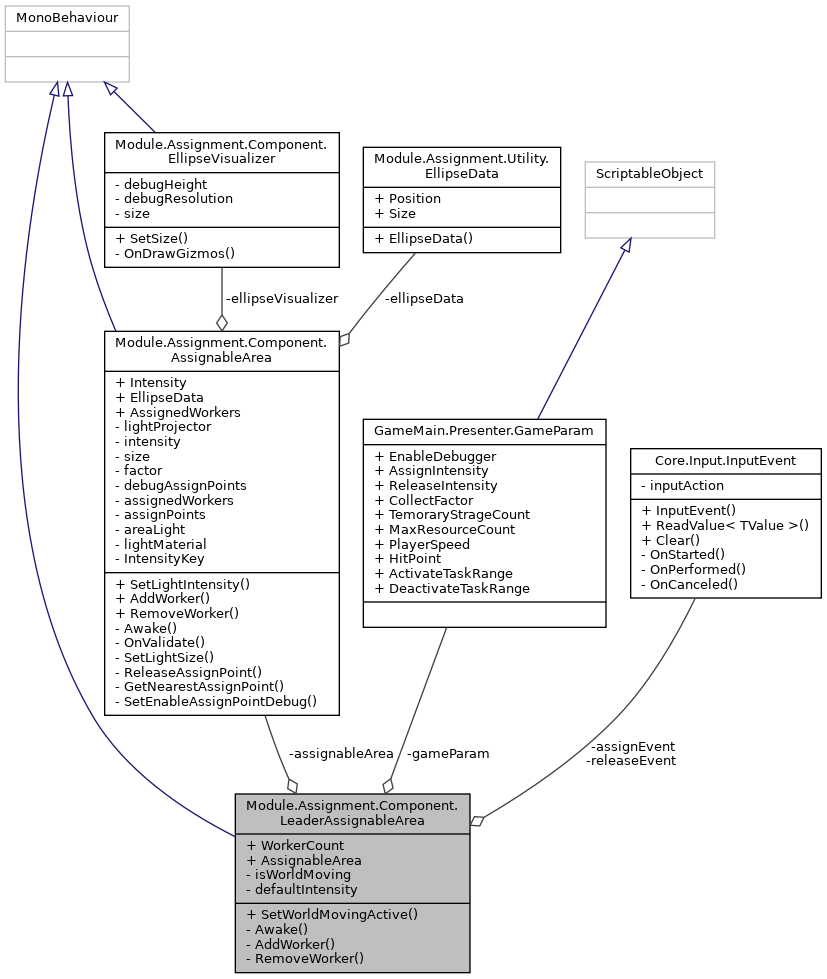 MonoBehaviour
Module.Assignment.Component.
EllipseVisualizer
- debugHeight
- debugResolution
- size
+ SetSize()
- OnDrawGizmos()
Module.Assignment.Utility.
EllipseData
+ Position
+ Size
+ EllipseData()
ScriptableObject
-ellipseVisualizer
-ellipseData
Module.Assignment.Component.
AssignableArea
+ Intensity
+ EllipseData
+ AssignedWorkers
- lightProjector
- intensity
- size
- factor
- debugAssignPoints
- assignedWorkers
- assignPoints
- areaLight
- lightMaterial
- IntensityKey
+ SetLightIntensity()
+ AddWorker()
+ RemoveWorker()
- Awake()
- OnValidate()
- SetLightSize()
- ReleaseAssignPoint()
- GetNearestAssignPoint()
- SetEnableAssignPointDebug()
GameMain.Presenter.GameParam
+ EnableDebugger
+ AssignIntensity
+ ReleaseIntensity
+ CollectFactor
+ TemoraryStrageCount
+ MaxResourceCount
+ PlayerSpeed
+ HitPoint
+ ActivateTaskRange
+ DeactivateTaskRange
Core.Input.InputEvent
- inputAction
+ InputEvent()
+ ReadValue< TValue >()
+ Clear()
- OnStarted()
- OnPerformed()
- OnCanceled()
-assignableArea
-gameParam
-assignEvent
-releaseEvent
Module.Assignment.Component.
LeaderAssignableArea
+ WorkerCount
+ AssignableArea
- isWorldMoving
- defaultIntensity
+ SetWorldMovingActive()
- Awake()
- AddWorker()
- RemoveWorker()